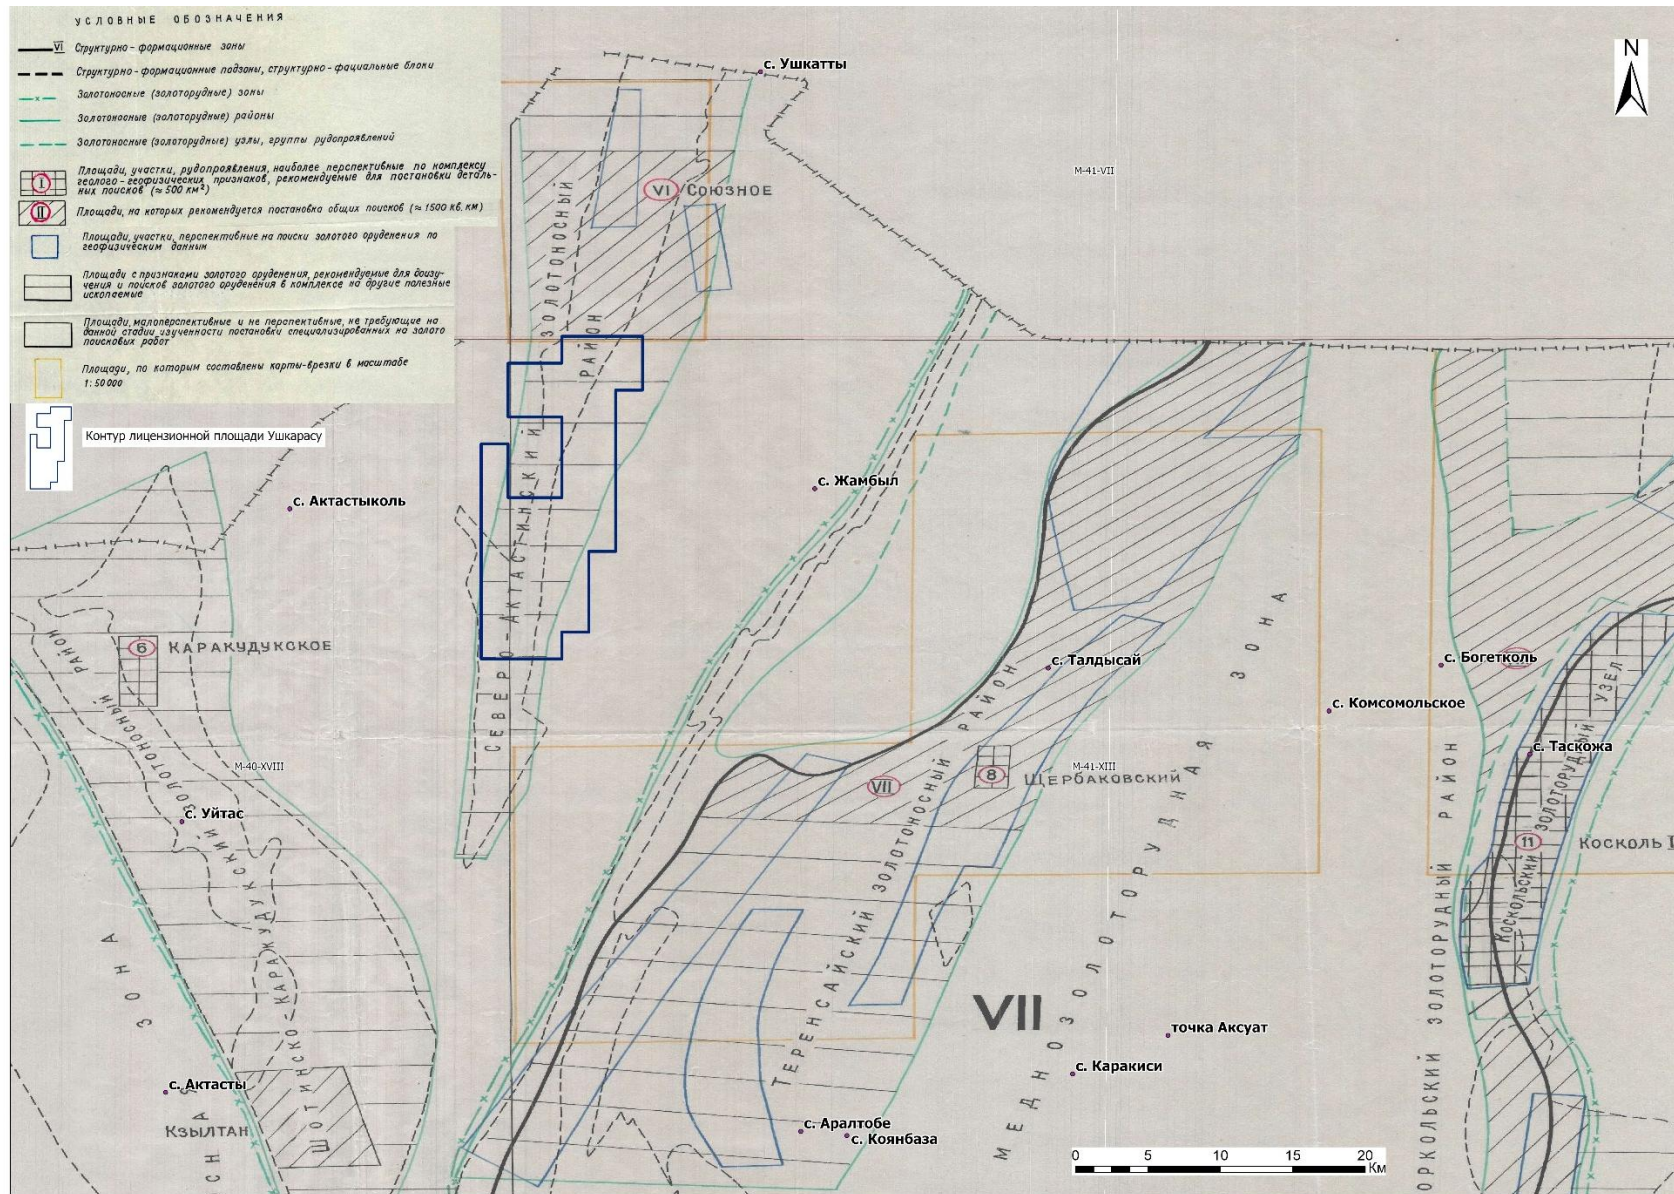 УСЛОВНЫЕ ОБОЗНАЧЕНИЯ
VI Структурно-формационные зоны
Структурно-формационные подзоны, структурно-фациальные блоки
Золотоносные (золоторудные) зоны
Золотоносные (золоторудные) районы
Золотоносные (золоторудные) узлы, группы рудопроявлений
I
Площади, участки, рудопроявления, наиболее перспективные по комплексу
геолого-геофизических признаков, рекомендуемые для постановки деталь-
ных поисков (≈ 500 км²)
II Площади, на которых рекомендуется постановка общих поисков (≈ 1500 кв. км)
Площади, участки, перспективные на поиски золотого оруденения по
геофизическим данным
Площади с признаками золотого оруденения, рекомендуемые для доизу-
чения и поисков золотого оруденения в комплексе на другие полезные
ископаемые
Площади, малоперспективные и не перспективные, не требующие на
данной стадии изученности постановки специализированных на золото
поисковых работ
Площади, по которым составлены карты-врезки в масштабе
1:50 000
Контур лицензионной площади Ушкарасу
N
с. Ушкатты
М-41-VII
VI СОЮЗНОЕ
СЕВЕРО-АКТАСТИНСКИЙ ЗОЛОТОНОСНЫЙ
РАЙОН
с. Актастыколь
с. Жамбыл
6 КАРАКУДУКСКОЕ
с. Талдысай
с. Богетколь
с. Комсомольское
с. Таскожа
М-40-XVIII
М-41-XIII
VII
8 ЩЕРБАКОВСКИЙ
с. Уйтас
11 КОСКОЛЬ
КОСКОЛЬСКИЙ ЗОЛОТОРУДНЫЙ УЗЕЛ
ШОТИНСКО-КАРАКУДУКСКИЙ ЗОЛОТОНОСНЫЙ РАЙОН
ТЕРЕНСАЙСКИЙ ЗОЛОТОНОСНЫЙ РАЙОН
МЕДНОЗОЛОТОРУДНАЯ ЗОНА
ОРКОЛЬСКИЙ ЗОЛОТОРУДНЫЙ РАЙОН
ЗОНА
VII
точка Аксуат
с. Каракиси
с. Актасты
КЗЫЛТАН
с. Аралтобе
с. Коянбаза
0 5 10 15 20
Км